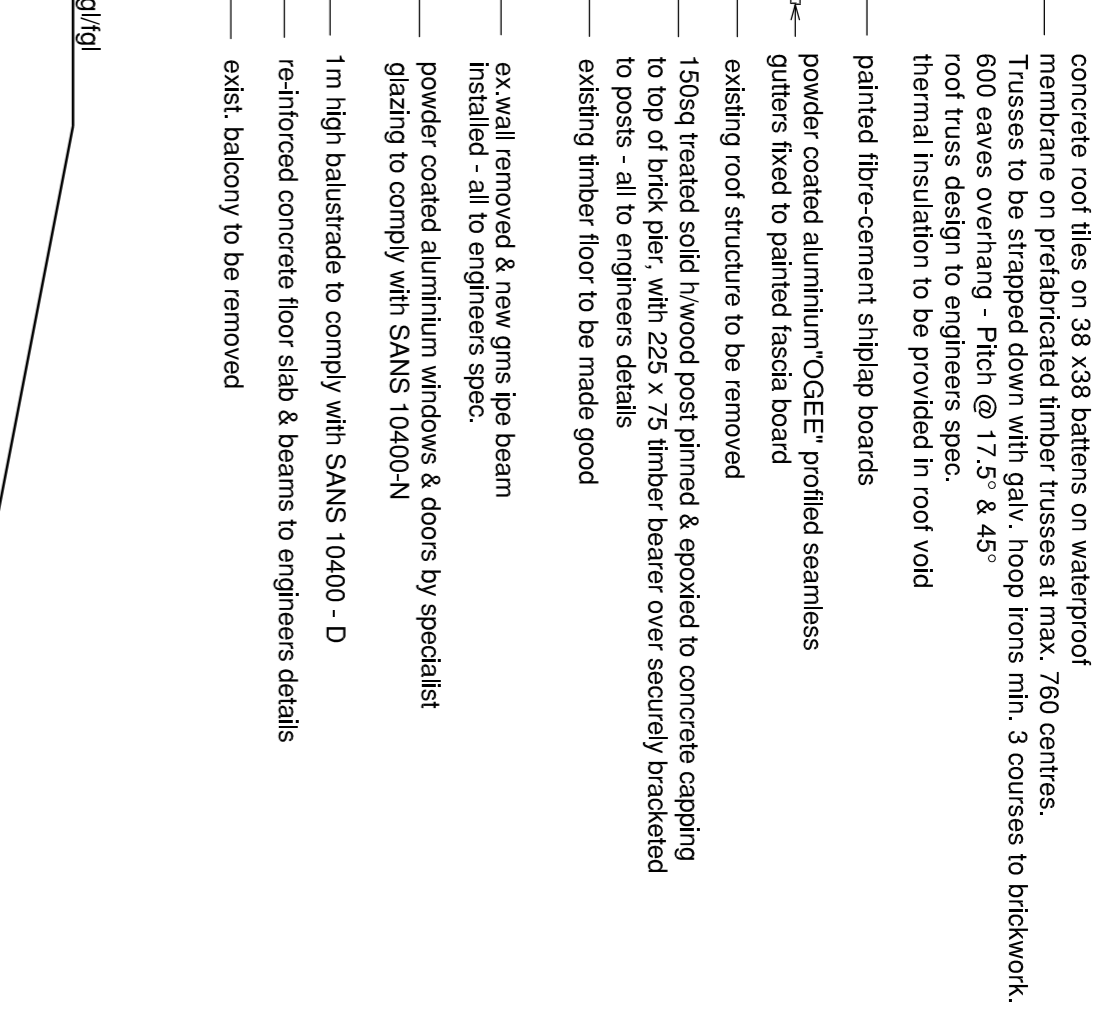 concrete roof tiles on 38 x38 battens on waterproof
membrane on prefabricated timber trusses at max. 760 centres.
Trusses to be strapped down with galv. hoop irons min. 3 courses to brickwork.
600 eaves overhang - Pitch @ 17.5° & 45°
roof truss design to engineers spec.
thermal insulation to be provided in roof void
painted fibre-cement shiplap boards
powder coated aluminium"OGEE" profiled seamless
gutters fixed to painted fascia board
existing roof structure to be removed
150sq treated solid h/wood post pinned & epoxied to concrete capping
to top of brick pier, with 225 x 75 timber bearer over securely bracketed
to posts - all to engineers details
existing timber floor to be made good
ex.wall removed & new gms ipe beam
installed - all to engineers spec.
powder coated aluminium windows & doors by specialist
glazing to comply with SANS 10400-N
1m high balustrade to comply with SANS 10400 - D
re-inforced concrete floor slab & beams to engineers details
exist. balcony to be removed
gl/fgl